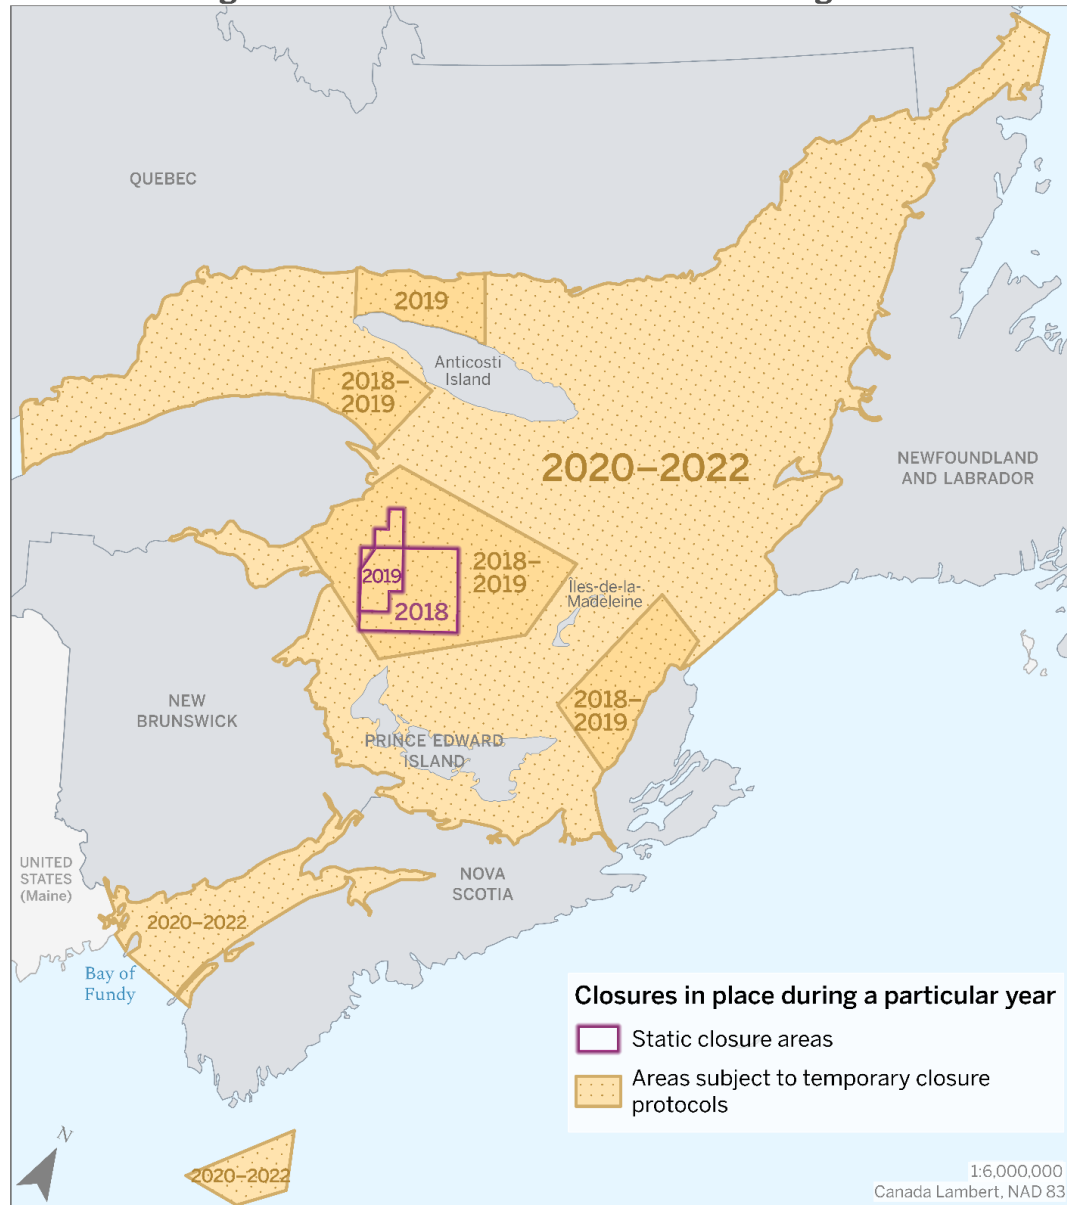 QUEBEC
2019
Anticosti
Island
2018–
2019
2020–2022
NEWFOUNDLAND
AND LABRADOR
2018–
2019
2019
2018
Îles-de-la-
Madeleine
2018–
2019
NEW
BRUNSWICK
PRINCE EDWARD
ISLAND
UNITED
STATES
(Maine)
NOVA
SCOTIA
2020–2022
Bay of
Fundy
Closures in place during a particular year
Static closure areas
Areas subject to temporary closure
protocols
N
2020–2022
1:6,000,000
Canada Lambert, NAD 83